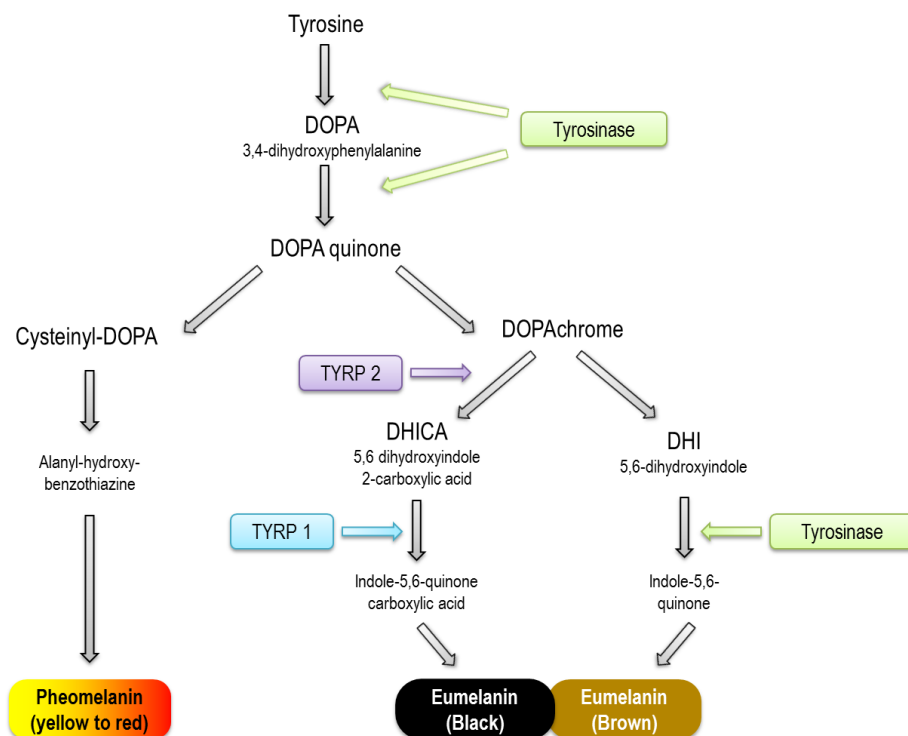 Tyrosine
DOPA
3,4-dihydroxyphenylalanine
Tyrosinase
DOPA quinone
Cysteinyl-DOPA
DOPAchrome
TYRP 2
DHICA
5,6 dihydroxyindole
2-carboxylic acid
DHI
5,6-dihydroxyindole
Alanyl-hydroxy-
benzothiazine
TYRP 1
Tyrosinase
Indole-5,6-quinone
carboxylic acid
Indole-5,6-
quinone
Pheomelanin
(yellow to red)
Eumelanin
(Black)
Eumelanin
(Brown)